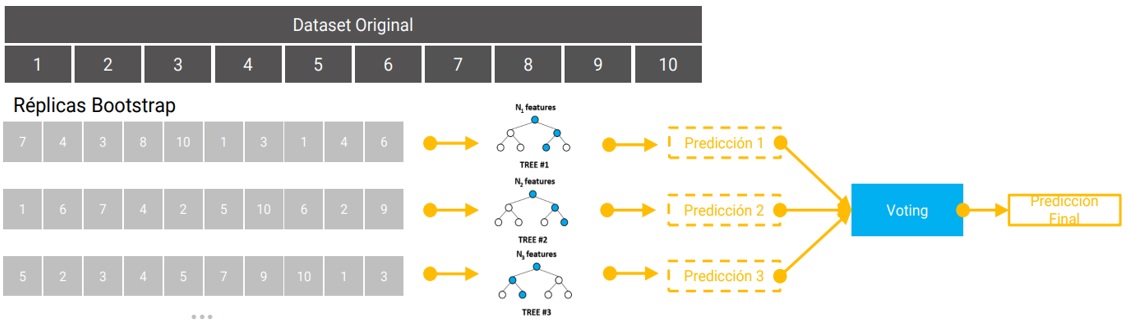 Dataset Original
1 2 3 4 5 6 7 8 9 10
Réplicas Bootstrap
7 4 3 8 10 1 3 1 4 6
N1 features
TREE #1
Predicción 1
1 6 7 4 2 5 10 6 2 9
N2 features
TREE #2
Predicción 2
Voting
Predicción
Final
5 2 3 4 5 7 9 10 1 3
N3 features
TREE #3
Predicción 3
...